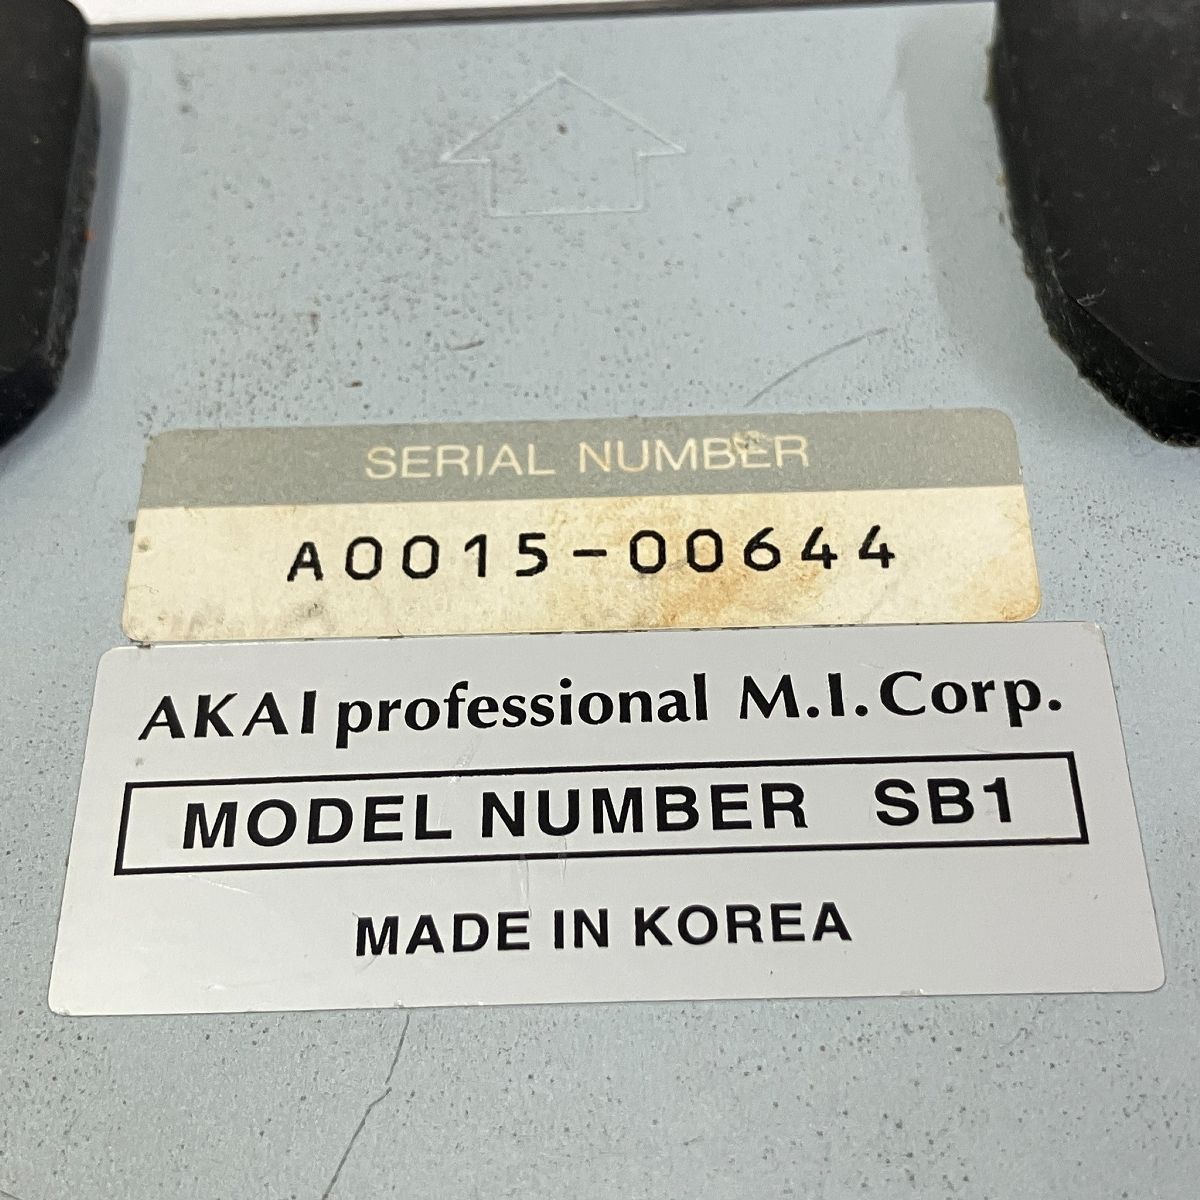 SERIAL NUMBER
A0015-00644
AKAI professional M.I.Corp.
MODEL NUMBER SB1
MADE IN KOREA